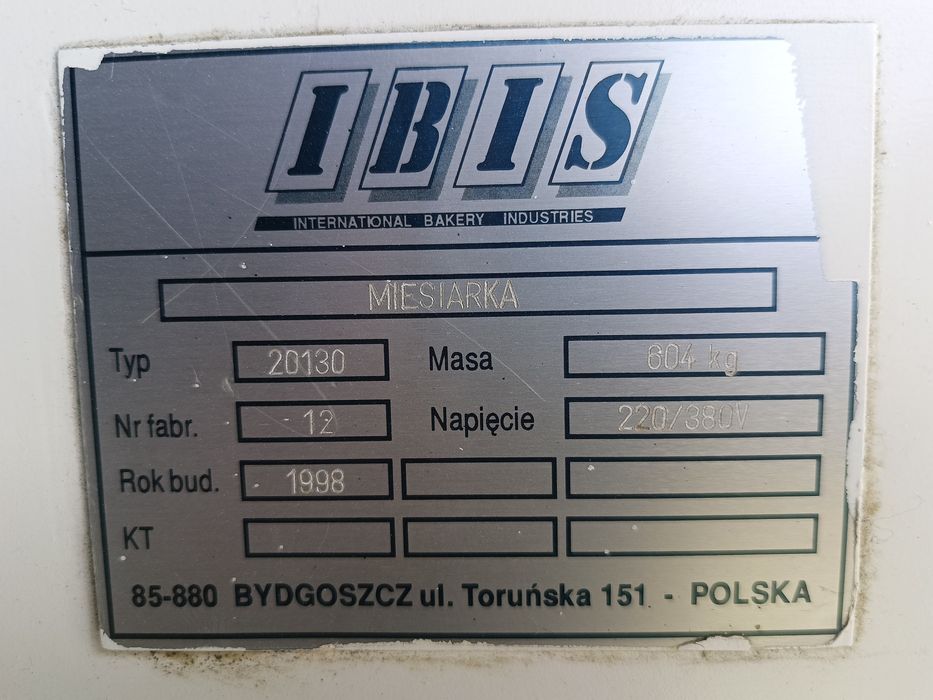 IBIS
INTERNATIONAL BAKERY INDUSTRIES
MIESIARKA
Typ 20130 Masa 604 kg
Nr fabr. 12 Napięcie 220/380V
Rok bud. 1998
KT
85-880 BYDGOSZCZ ul. Toruńska 151 - POLSKA